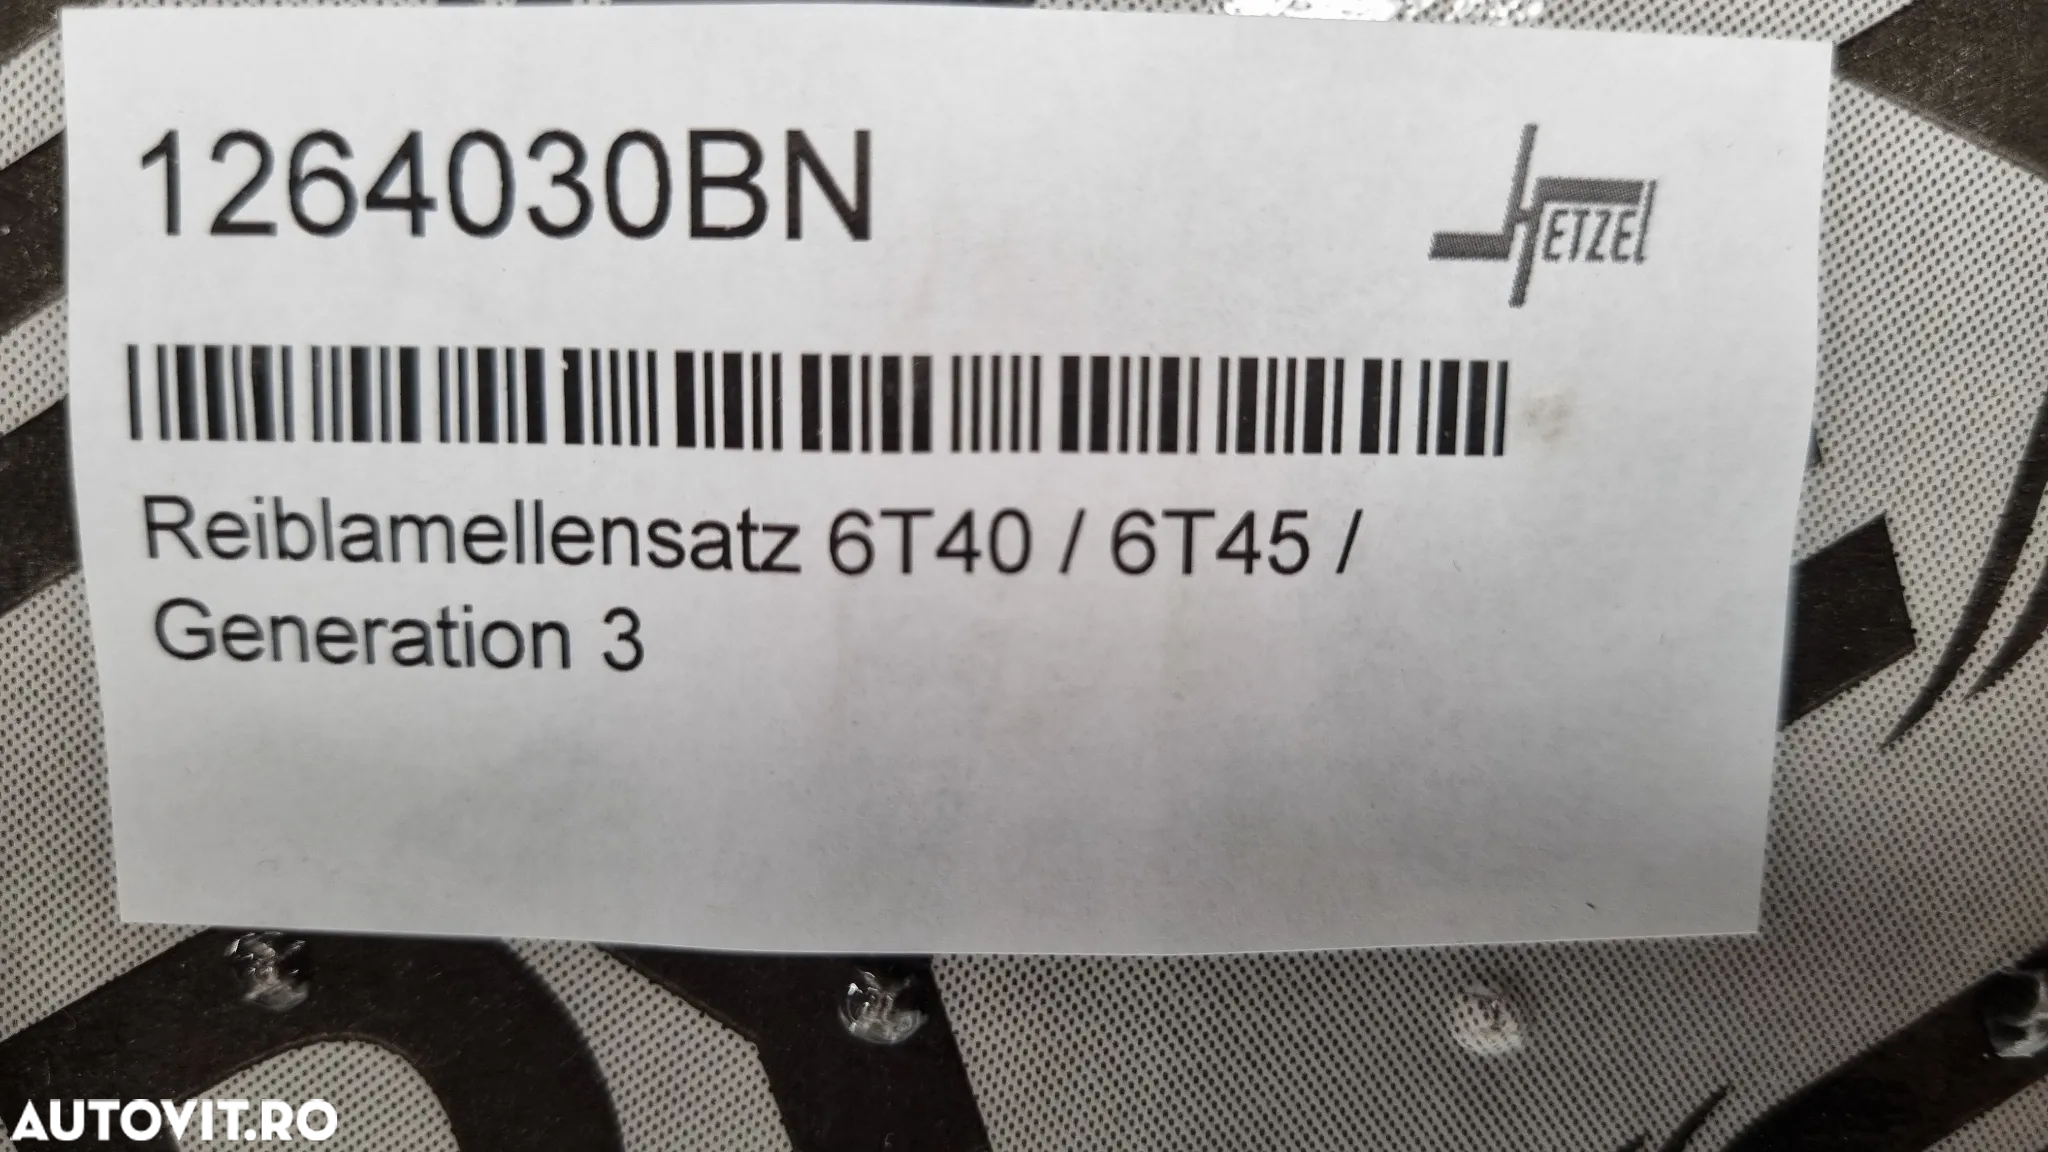 1264030BN
HETZEL
Reiblamellensatz 6T40 / 6T45 /
Generation 3
AUTOVIT.RO